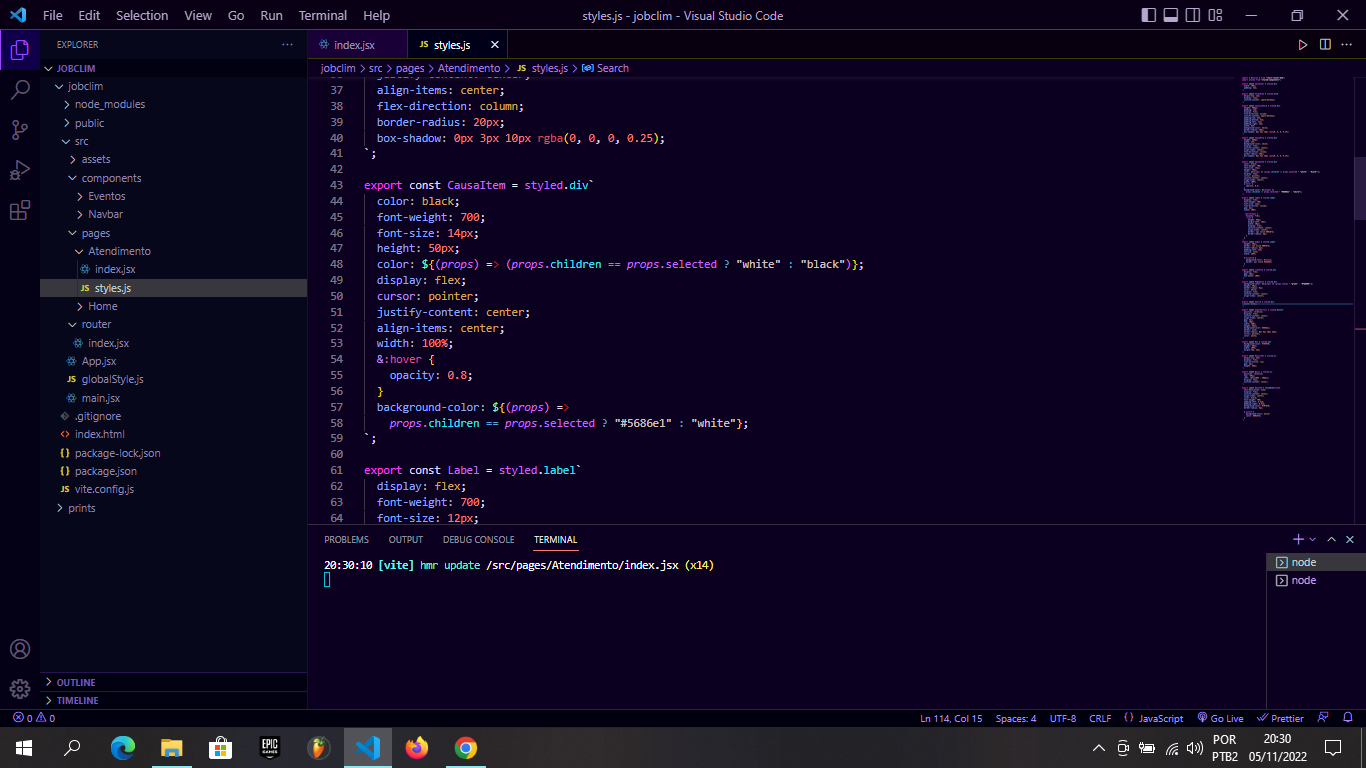 File Edit Selection View Go Run Terminal Help
styles.js - jobclim - Visual Studio Code
EXPLORER
JOBCLIM
jobclim
node_modules
public
src
assets
components
Eventos
Navbar
pages
Atendimento
index.jsx
JS styles.js
Home
router
index.jsx
App.jsx
JS globalStyle.js
main.jsx
.gitignore
index.html
package-lock.json
package.json
JS vite.config.js
prints
OUTLINE
TIMELINE
index.jsx JS styles.js
jobclim > src > pages > Atendimento > JS styles.js > Search
37 align-items: center;
38 flex-direction: column;
39 border-radius: 20px;
40 box-shadow: 0px 3px 10px rgba(0, 0, 0, 0.25);
41 `;
42
43 export const CausaItem = styled.div`
44 color: black;
45 font-weight: 700;
46 font-size: 14px;
47 height: 50px;
48 color: ${(props) => (props.children == props.selected ? "white" : "black")};
49 display: flex;
50 cursor: pointer;
51 justify-content: center;
52 align-items: center;
53 width: 100%;
54 &:hover {
55 opacity: 0.8;
56 }
57 background-color: ${(props) =>
58 props.children == props.selected ? "#5686e1" : "white"};
59 `;
60
61 export const Label = styled.label`
62 display: flex;
63 font-weight: 700;
64 font-size: 12px;
PROBLEMS OUTPUT DEBUG CONSOLE TERMINAL
20:30:10 [vite] hmr update /src/pages/Atendimento/index.jsx (x14)
node
node
0 0
Ln 114, Col 15 Spaces: 4 UTF-8 CRLF JavaScript Go Live Prettier
EPIC GAMES
POR
PTB2
20:30
05/11/2022